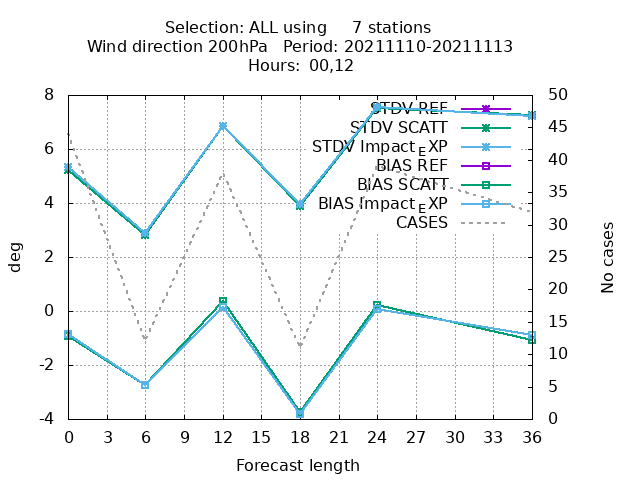 Selection: ALL using 7 stations
Wind direction 200hPa Period: 20211110-20211113
Hours: 00,12
8
6
4
2
0
-2
-4
deg
50
45
40
35
30
25
20
15
10
5
0
No cases
STDV REF
STDV SCATT
STDV Impact_EXP
BIAS REF
BIAS SCATT
BIAS Impact_EXP
CASES
0 3 6 9 12 15 18 21 24 27 30 33 36
Forecast length